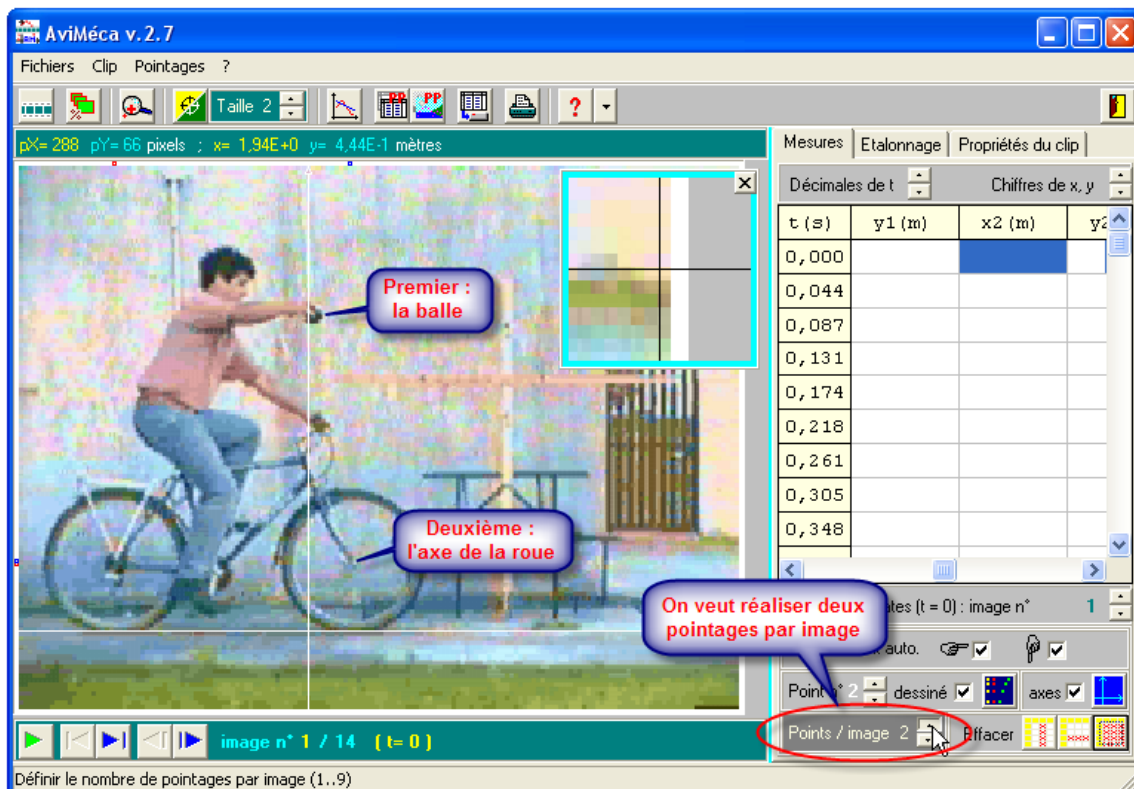 AviMéca v.2.7
Fichiers Clip Pointages ?
Taille 2
?
pX= 288 pY= 66 pixels ; x= 1,94E+0 y= 4,44E-1 mètres
Premier :
la balle
Deuxième :
l'axe de la roue
Mesures Etalonnage Propriétés du clip
Décimales de t Chiffres de x, y
t (s) y1 (m) x2 (m)
0,000
0,044
0,087
0,131
0,174
0,218
0,261
0,305
0,348
On veut réaliser deux
pointages par image
(t = 0) : image n° 1
auto.
Point n° 2 dessiné axes
Points / image 2 Effacer
image n° 1 / 14 ( t= 0 )
Définir le nombre de pointages par image (1..9)